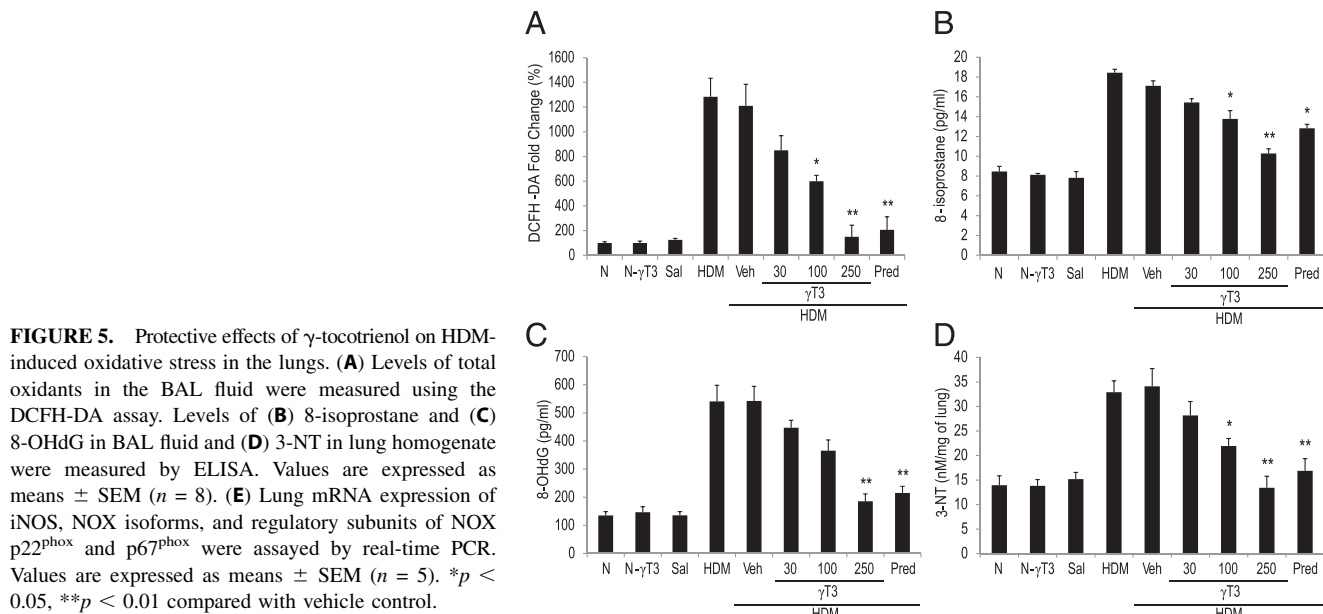 A
DCFH -DA Fold Change (%)
1600
1400
1200
1000
800
600
400
200
0
*
**
**
N N-γT3 Sal HDM Veh 30 100 250 Pred
γT3
HDM
B
8-isoprostane (pg/ml)
20
18
16
14
12
10
8
6
4
2
0
*
**
*
N N-γT3 Sal HDM Veh 30 100 250 Pred
γT3
HDM
C
8-OHdG (pg/ml)
700
600
500
400
300
200
100
0
**
**
N N-γT3 Sal HDM Veh 30 100 250 Pred
γT3
HDM
D
3-NT (nM/mg of lung)
40
35
30
25
20
15
10
5
0
*
**
**
N N-γT3 Sal HDM Veh 30 100 250 Pred
γT3
HDM
FIGURE 5. Protective effects of γ-tocotrienol on HDM-
induced oxidative stress in the lungs. (A) Levels of total
oxidants in the BAL fluid were measured using the
DCFH-DA assay. Levels of (B) 8-isoprostane and (C)
8-OHdG in BAL fluid and (D) 3-NT in lung homogenate
were measured by ELISA. Values are expressed as
means ± SEM (n = 8). (E) Lung mRNA expression of
iNOS, NOX isoforms, and regulatory subunits of NOX
p22phox and p67phox were assayed by real-time PCR.
Values are expressed as means ± SEM (n = 5). *p <
0.05, **p < 0.01 compared with vehicle control.